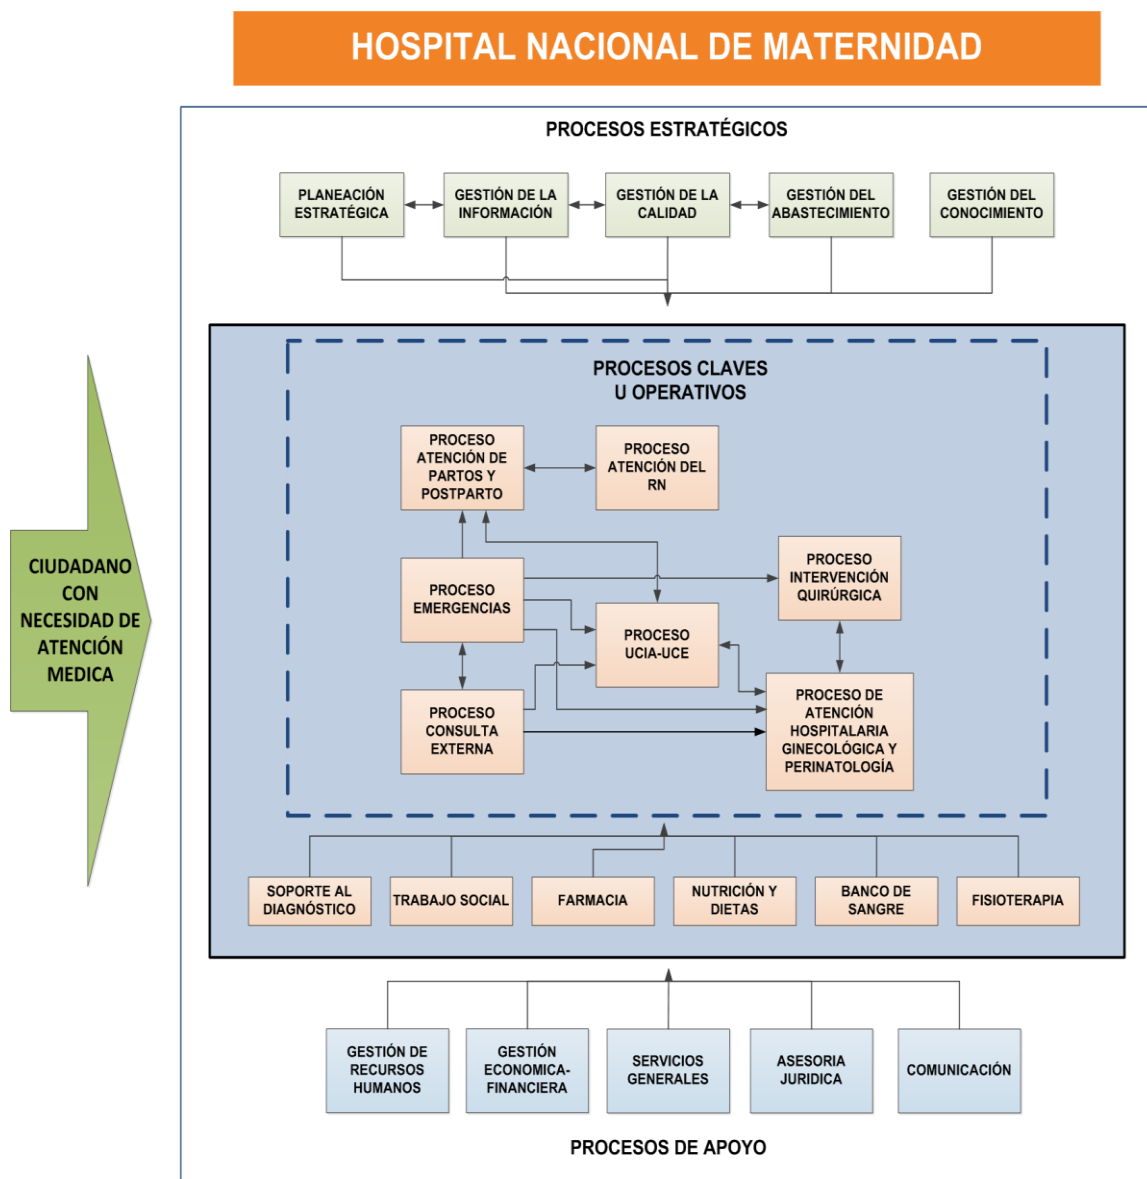 HOSPITAL NACIONAL DE MATERNIDAD
PROCESOS ESTRATÉGICOS
PLANEACIÓN
ESTRATÉGICA
GESTIÓN DE LA
INFORMACIÓN
GESTIÓN DE LA
CALIDAD
GESTIÓN DEL
ABASTECIMIENTO
GESTIÓN DEL
CONOCIMIENTO
CIUDADANO
CON
NECESIDAD DE
ATENCIÓN
MEDICA
PROCESOS CLAVES
U OPERATIVOS
PROCESO
ATENCIÓN DE
PARTOS Y
POSTPARTO
PROCESO
ATENCIÓN DEL
RN
PROCESO
EMERGENCIAS
PROCESO
INTERVENCIÓN
QUIRÚRGICA
PROCESO
UCIA-UCE
PROCESO
CONSULTA
EXTERNA
PROCESO DE
ATENCIÓN
HOSPITALARIA
GINECOLÓGICA Y
PERINATOLOGÍA
SOPORTE AL
DIAGNÓSTICO
TRABAJO SOCIAL
FARMACIA
NUTRICIÓN Y
DIETAS
BANCO DE
SANGRE
FISIOTERAPIA
GESTIÓN DE
RECURSOS
HUMANOS
GESTIÓN
ECONOMICA-
FINANCIERA
SERVICIOS
GENERALES
ASESORIA
JURIDICA
COMUNICACIÓN
PROCESOS DE APOYO